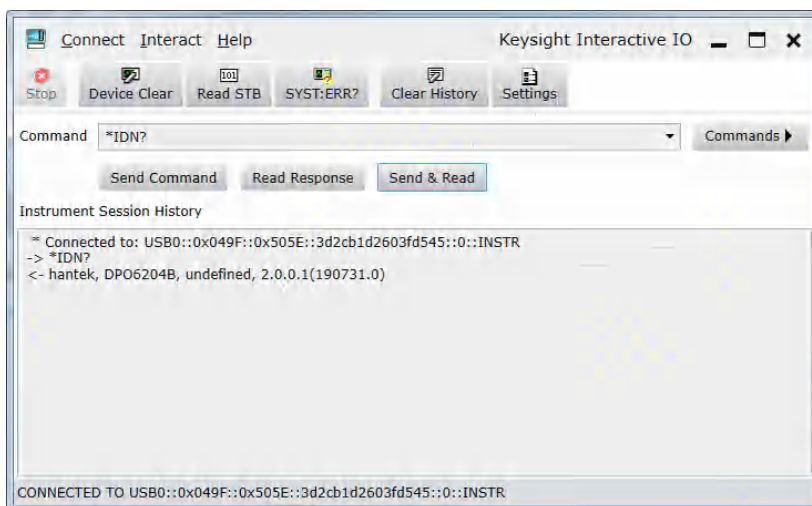 Connect Interact Help Keysight Interactive IO
101
Stop Device Clear Read STB SYST:ERR? Clear History Settings
Command *IDN? Commands
Send Command Read Response Send & Read
Instrument Session History
* Connected to: USB0::0x049F::0x505E::3d2cb1d2603fd545::0::INSTR
-> *IDN?
<- hantek, DPO6204B, undefined, 2.0.0.1(190731.0)
CONNECTED TO USB0::0x049F::0x505E::3d2cb1d2603fd545::0::INSTR